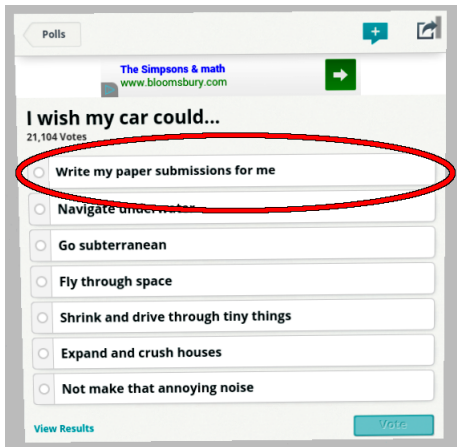 Polls
The Simpsons & math
www.bloomsbury.com
I wish my car could...
21,104 Votes
Write my paper submissions for me
Navigate underwater
Go subterranean
Fly through space
Shrink and drive through tiny things
Expand and crush houses
Not make that annoying noise
View Results
Vote